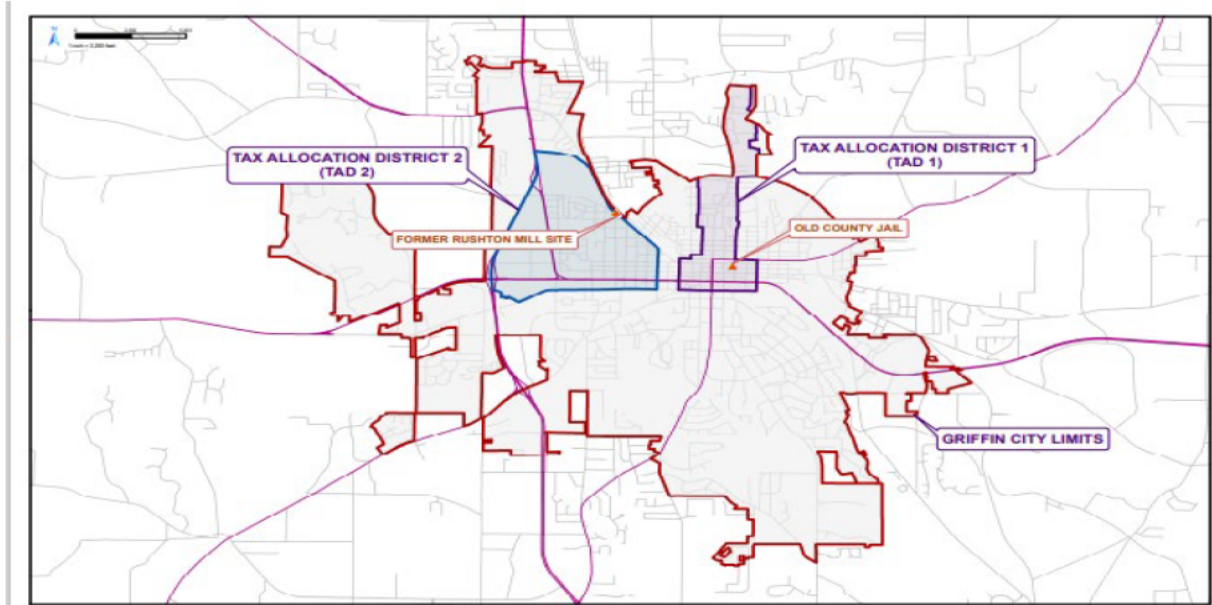 TAX ALLOCATION DISTRICT 2
(TAD 2)
TAX ALLOCATION DISTRICT 1
(TAD 1)
FORMER RUSHTON MILL SITE
OLD COUNTY JAIL
GRIFFIN CITY LIMITS